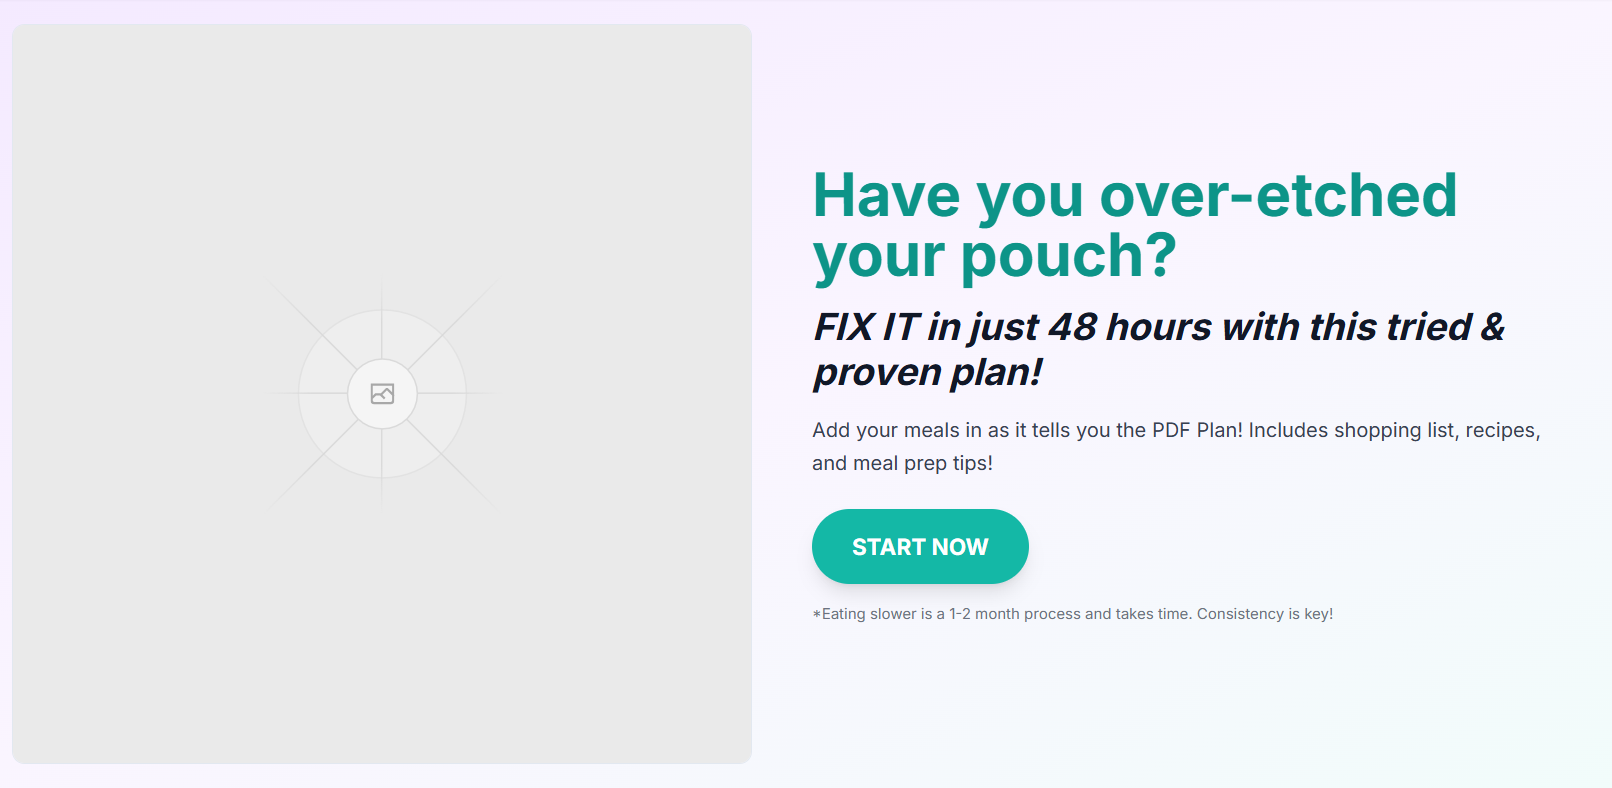 Have you over-etched
your pouch?
FIX IT in just 48 hours with this tried &
proven plan!
Add your meals in as it tells you the PDF Plan! Includes shopping list, recipes,
and meal prep tips!
START NOW
*Eating slower is a 1-2 month process and takes time. Consistency is key!